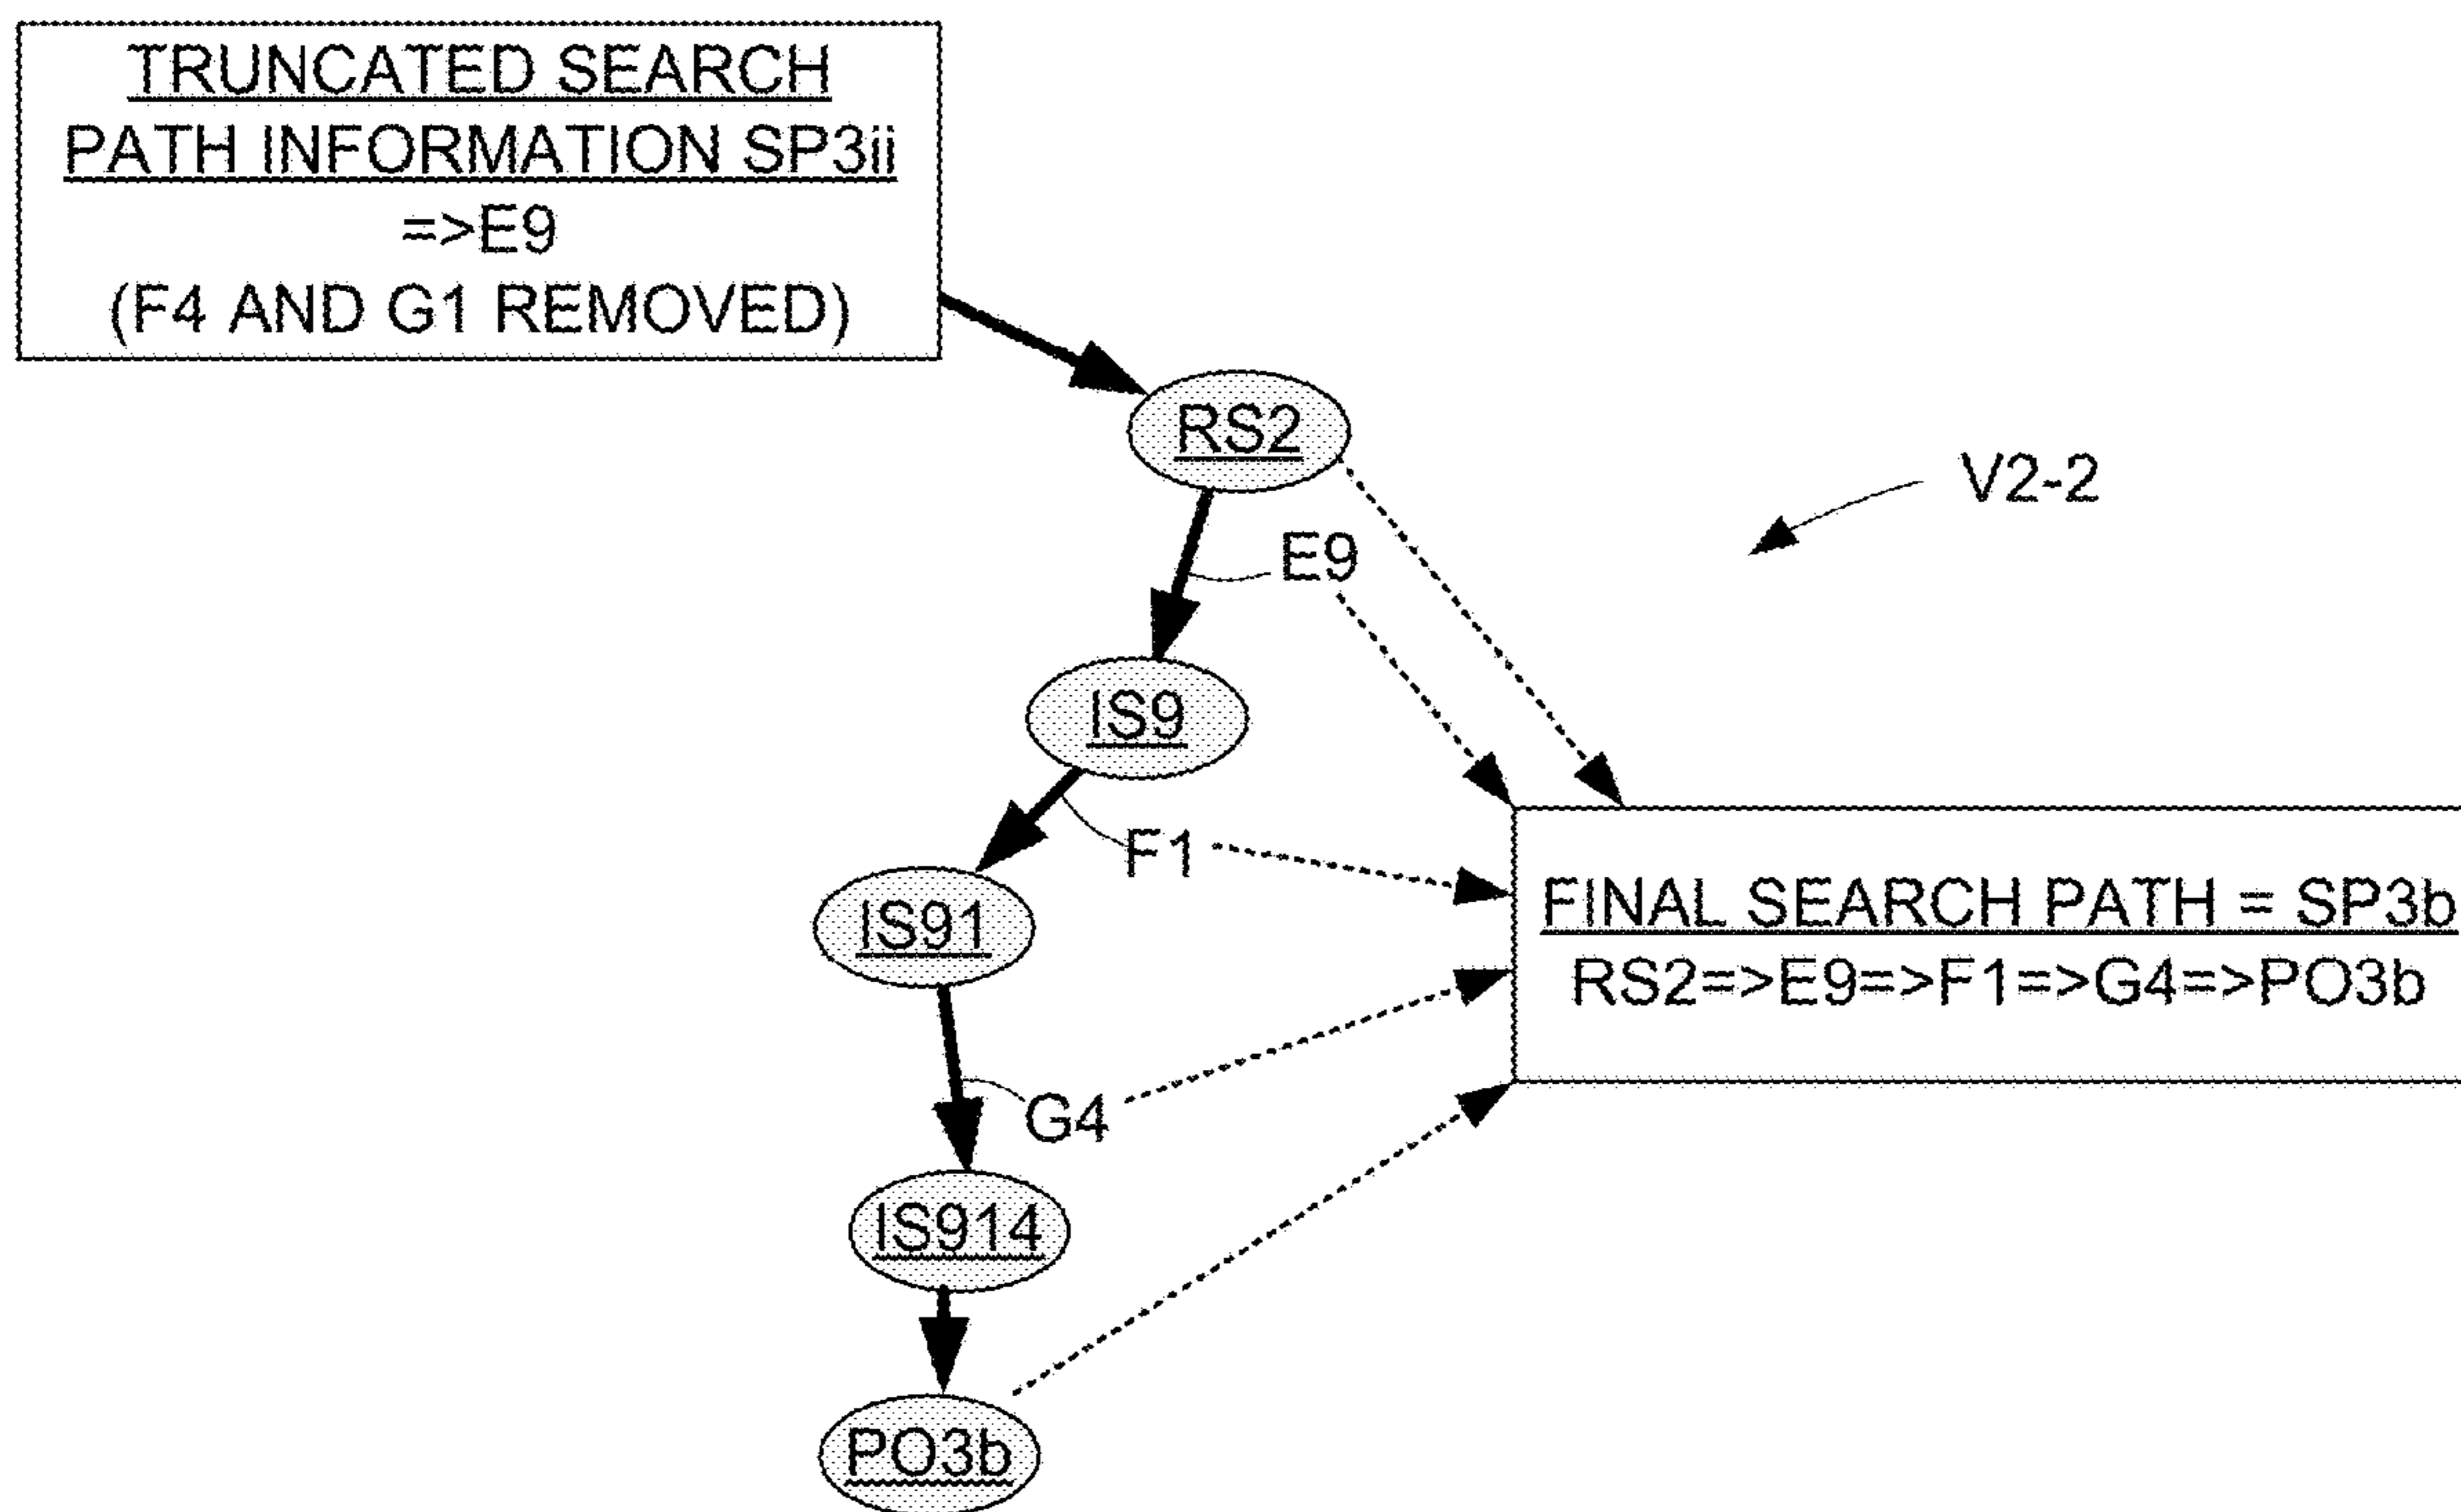 TRUNCATED SEARCH
PATH INFORMATION SP3ii
=>E9
(F4 AND G1 REMOVED)
RS2
V2-2
E9
IS9
F1
IS91
FINAL SEARCH PATH = SP3b
RS2=>E9=>F1=>G4=>PO3b
G4
IS914
PO3b